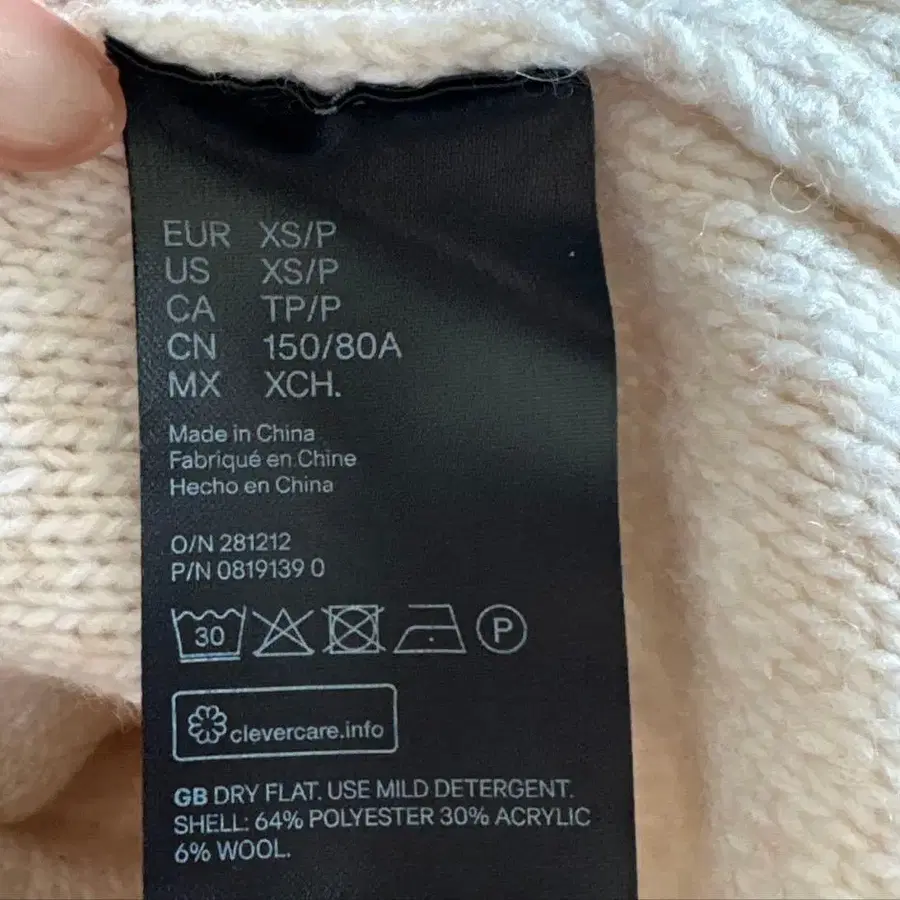 EUR XS/P
US XS/P
CA TP/P
CN 150/80A
MX XCH.
Made in China
Fabriqué en Chine
Hecho en China
O/N 281212
P/N 0819139 0
30 P
clevercare.info
GB DRY FLAT. USE MILD DETERGENT.
SHELL: 64% POLYESTER 30% ACRYLIC
6% WOOL.